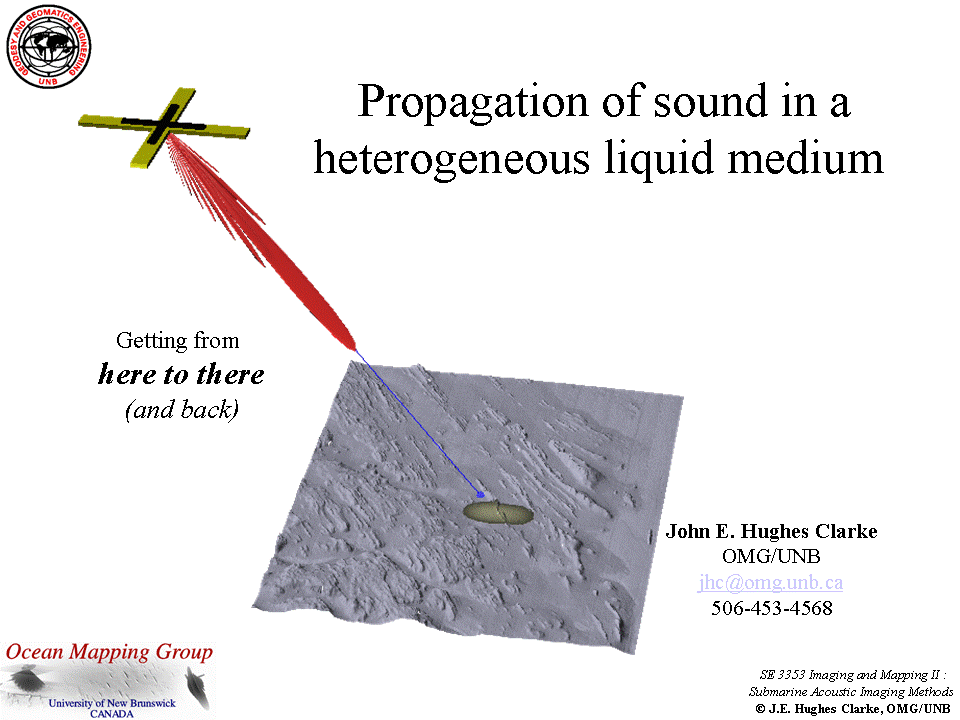 GEODESY AND GEOMATICS ENGINEERING
UNB
Propagation of sound in a
heterogeneous liquid medium
Getting from
here to there
(and back)
John E. Hughes Clarke
OMG/UNB
jhc@omg.unb.ca
506-453-4568
Ocean Mapping Group
University of New Brunswick
CANADA
SE 3353 Imaging and Mapping II :
Submarine Acoustic Imaging Methods
© J.E. Hughes Clarke, OMG/UNB